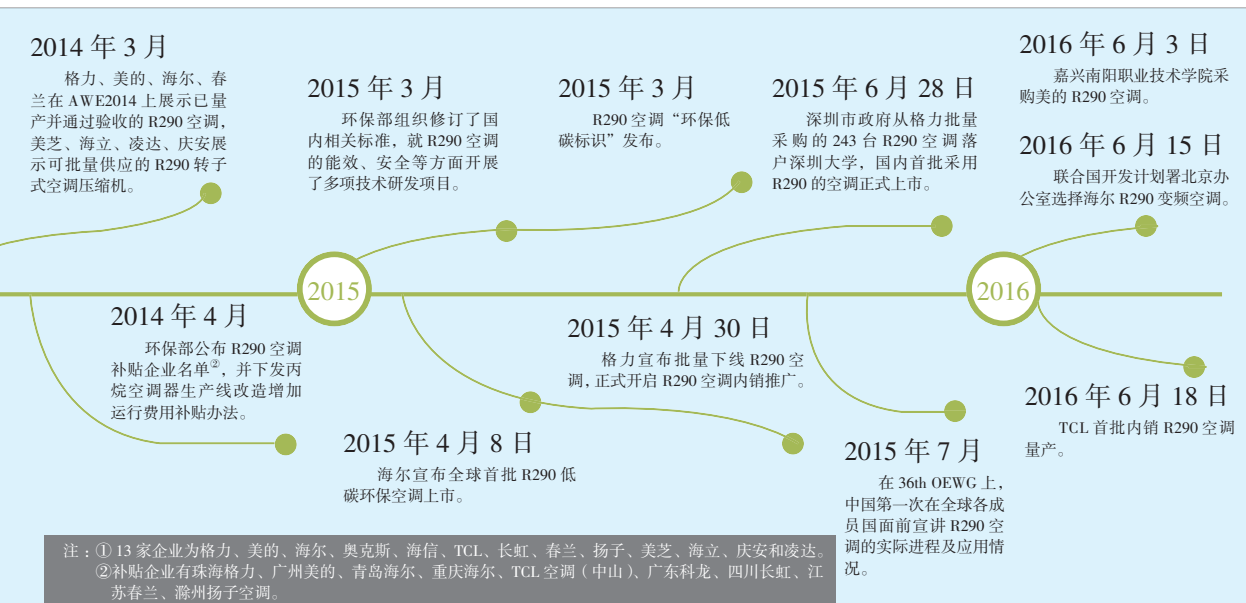 2014 年 3 月
格力、美的、海尔、春
兰在 AWE2014 上展示已量
产并通过验收的 R290 空调，
美芝、海立、凌达、庆安展
示可批量供应的 R290 转子
式空调压缩机。
2015 年 3 月
环保部组织修订了国
内相关标准，就 R290 空调
的能效、安全等方面开展
了多项技术研发项目。
2015 年 3 月
R290 空调“环保低
碳标识”发布。
2015 年 6 月 28 日
深圳市政府从格力批量
采购的 243 台 R290 空调落
户深圳大学，国内首批采用
R290 的空调正式上市。
2016 年 6 月 3 日
嘉兴南阳职业技术学院采
购美的 R290 空调。
2016 年 6 月 15 日
联合国开发计划署北京办
公室选择海尔 R290 变频空调。
2015
2016
2014 年 4 月
环保部公布 R290 空调
补贴企业名单②，并下发丙
烷空调器生产线改造增加
运行费用补贴办法。
2015 年 4 月 8 日
海尔宣布全球首批 R290 低
碳环保空调上市。
2015 年 4 月 30 日
格力宣布批量下线 R290 空
调，正式开启 R290 空调内销推广。
2015 年 7 月
在 36th OEWG 上，
中国第一次在全球各成
员国面前宣讲 R290 空
调的实际进程及应用情
况。
2016 年 6 月 18 日
TCL 首批内销 R290 空调
量产。
注：① 13 家企业为格力、美的、海尔、奥克斯、海信、TCL、长虹、春兰、扬子、美芝、海立、庆安和凌达。
②补贴企业有珠海格力、广州美的、青岛海尔、重庆海尔、TCL 空调（中山）、广东科龙、四川长虹、江
苏春兰、滁州扬子空调。